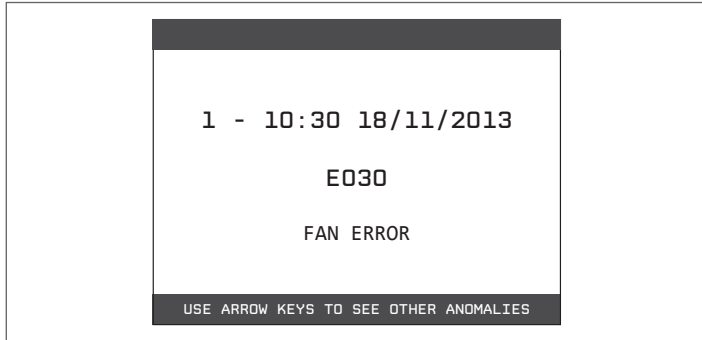 1 - 10:30 18/11/2013
E030
FAN ERROR
USE ARROW KEYS TO SEE OTHER ANOMALIES